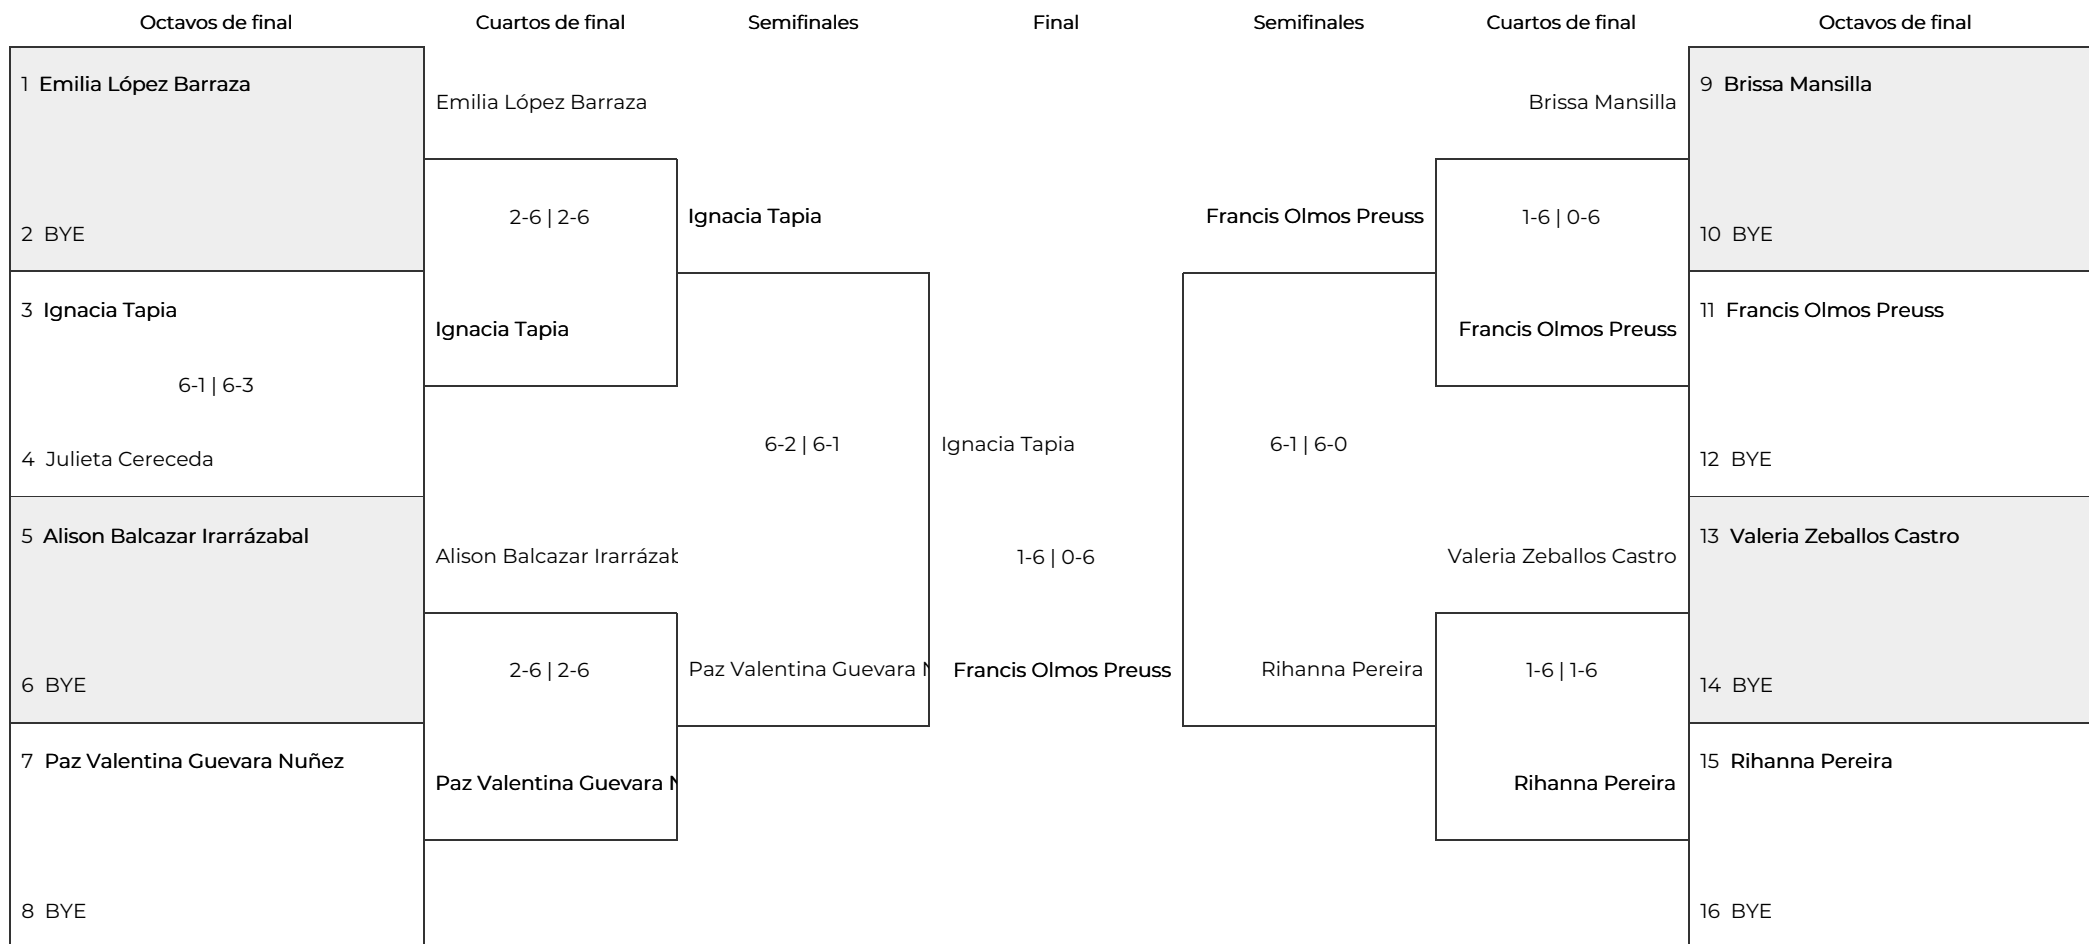 Octavos de final
Cuartos de final
Semifinales
Final
Semifinales
Cuartos de final
Octavos de final
1 Emilia López Barraza
2 BYE
3 Ignacia Tapia
6-1 | 6-3
4 Julieta Cereceda
5 Alison Balcazar Irarrázabal
6 BYE
7 Paz Valentina Guevara Nuñez
8 BYE
Emilia López Barraza
2-6 | 2-6
Ignacia Tapia
Alison Balcazar Irarrázab
2-6 | 2-6
Paz Valentina Guevara N
Ignacia Tapia
6-2 | 6-1
Paz Valentina Guevara N
Ignacia Tapia
1-6 | 0-6
Francis Olmos Preuss
Francis Olmos Preuss
6-1 | 6-0
Rihanna Pereira
Brissa Mansilla
1-6 | 0-6
Francis Olmos Preuss
Valeria Zeballos Castro
1-6 | 1-6
Rihanna Pereira
9 Brissa Mansilla
10 BYE
11 Francis Olmos Preuss
12 BYE
13 Valeria Zeballos Castro
14 BYE
15 Rihanna Pereira
16 BYE